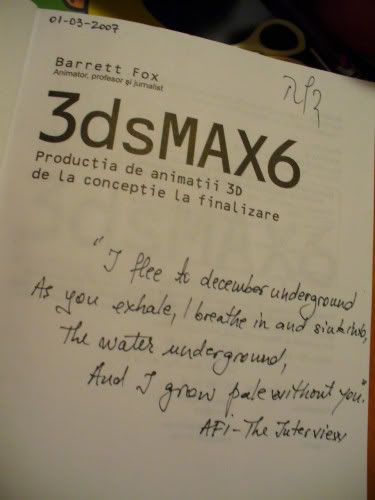 01-03-2007
Barrett Fox
Animator, profesor și jurnalist
3dsMAX6
Producția de animatii 3D
de la concepție la finalizare
"I flee to december underground
As you exhale, I breathe in and sink into,
The water underground,
And I grow pale without you."
AFI - The Interview